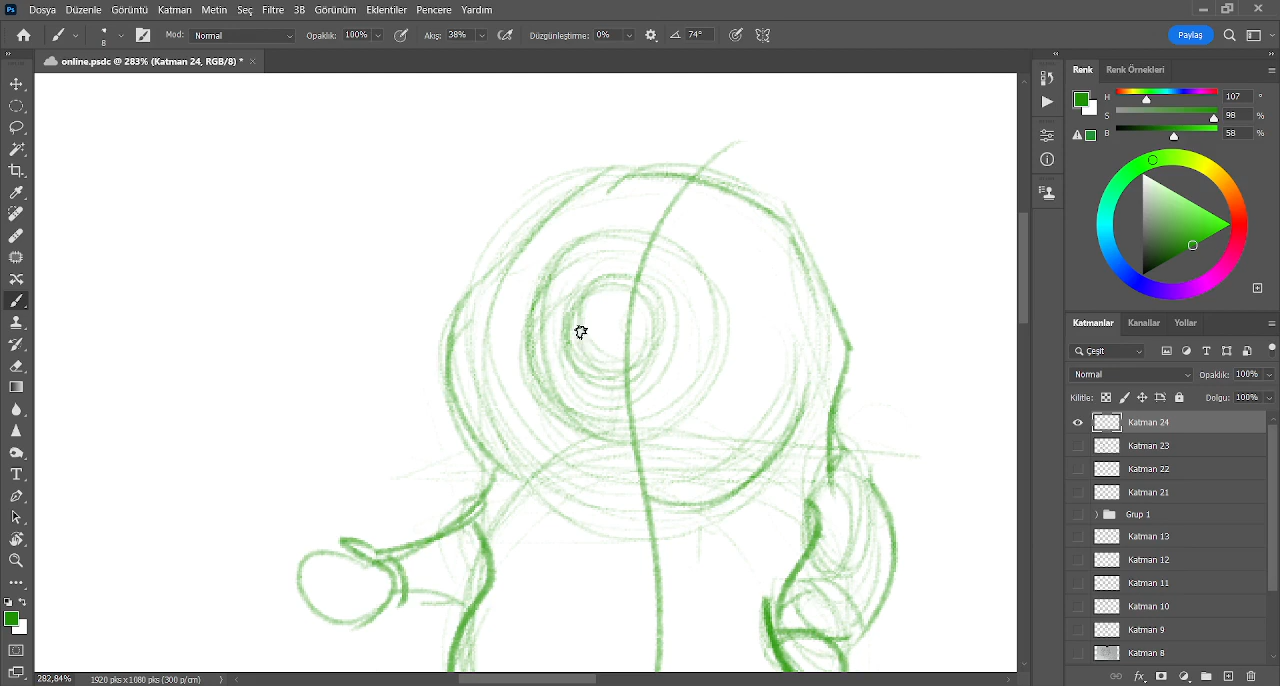 Ps Dosya Düzenle Görüntü Katman Metin Seç Filtre 3B Görünüm Eklentiler Pencere Yardım
8 Mod: Normal Opaklık: 100% Akış: 38% Düzgünleştirme: 0% 74° Paylaş
online.psdc @ 283% (Katman 24, RGB/8) *
Renk Renk Örnekleri
H 107 °
S 98 %
B 58 %
Katmanlar Kanallar Yollar
Çeşit
Normal Opaklık: 100%
Kilitle: Dolgu: 100%
Katman 24
Katman 23
Katman 22
Katman 21
Grup 1
Katman 13
Katman 12
Katman 11
Katman 10
Katman 9
Katman 8
282,84% 1920 pks x 1080 pks (300 p/cm)
fx